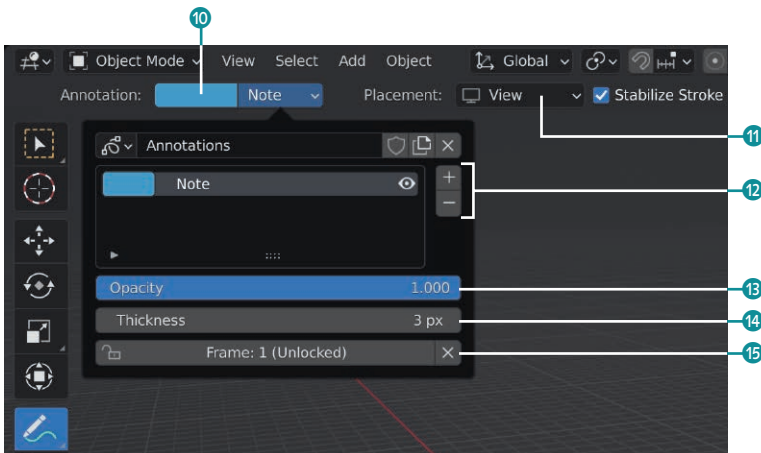 10
Object Mode View Select Add Object Global
Annotation: Note Placement: View Stabilize Stroke
11
Annotations
Note
12
Opacity 1.000
13
Thickness 3 px
14
Frame: 1 (Unlocked)
15